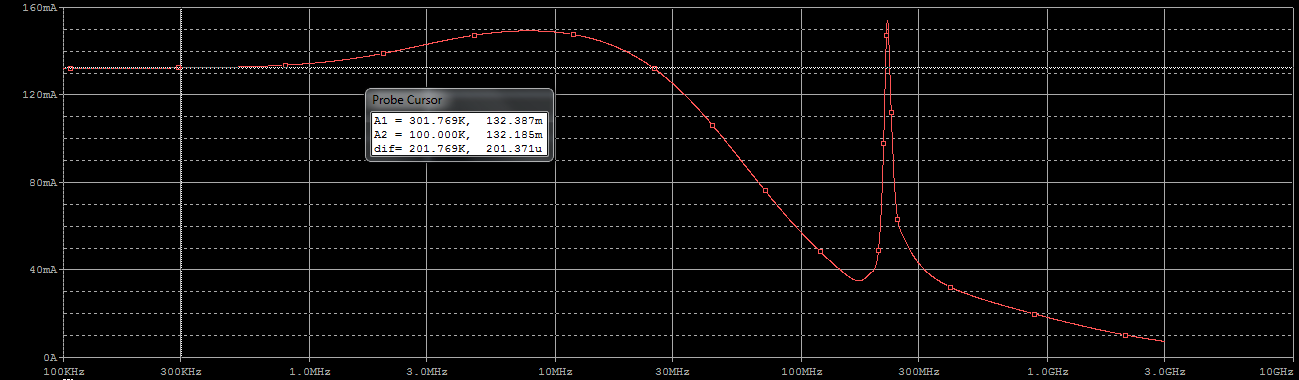 160mA
120mA
80mA
40mA
0A
Probe Cursor
A1 = 301.769K, 132.387m
A2 = 100.000K, 132.185m
dif= 201.769K, 201.371u
100KHz 300KHz 1.0MHz 3.0MHz 10MHz 30MHz 100MHz 300MHz 1.0GHz 3.0GHz 10GHz